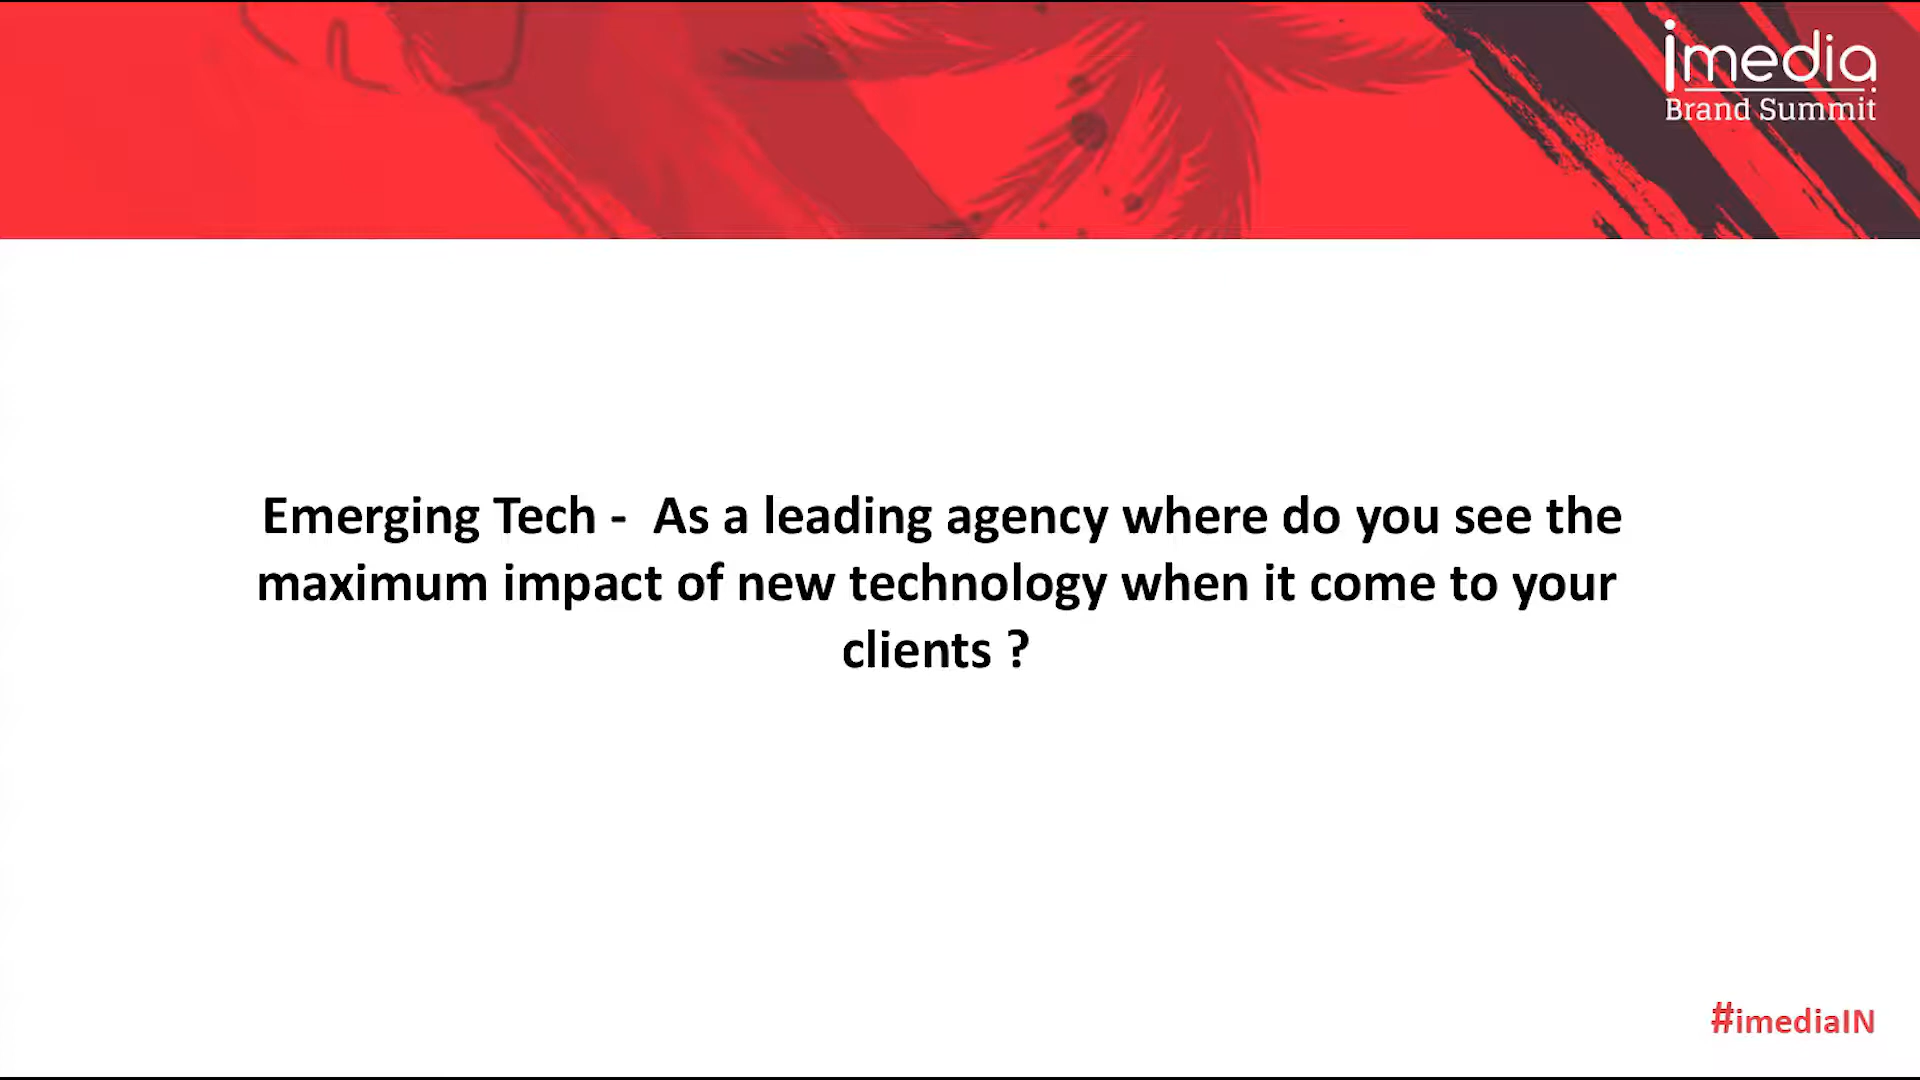 imedia
Brand Summit
Emerging Tech -  As a leading agency where do you see the
maximum impact of new technology when it come to your
clients ?
#imediaIN